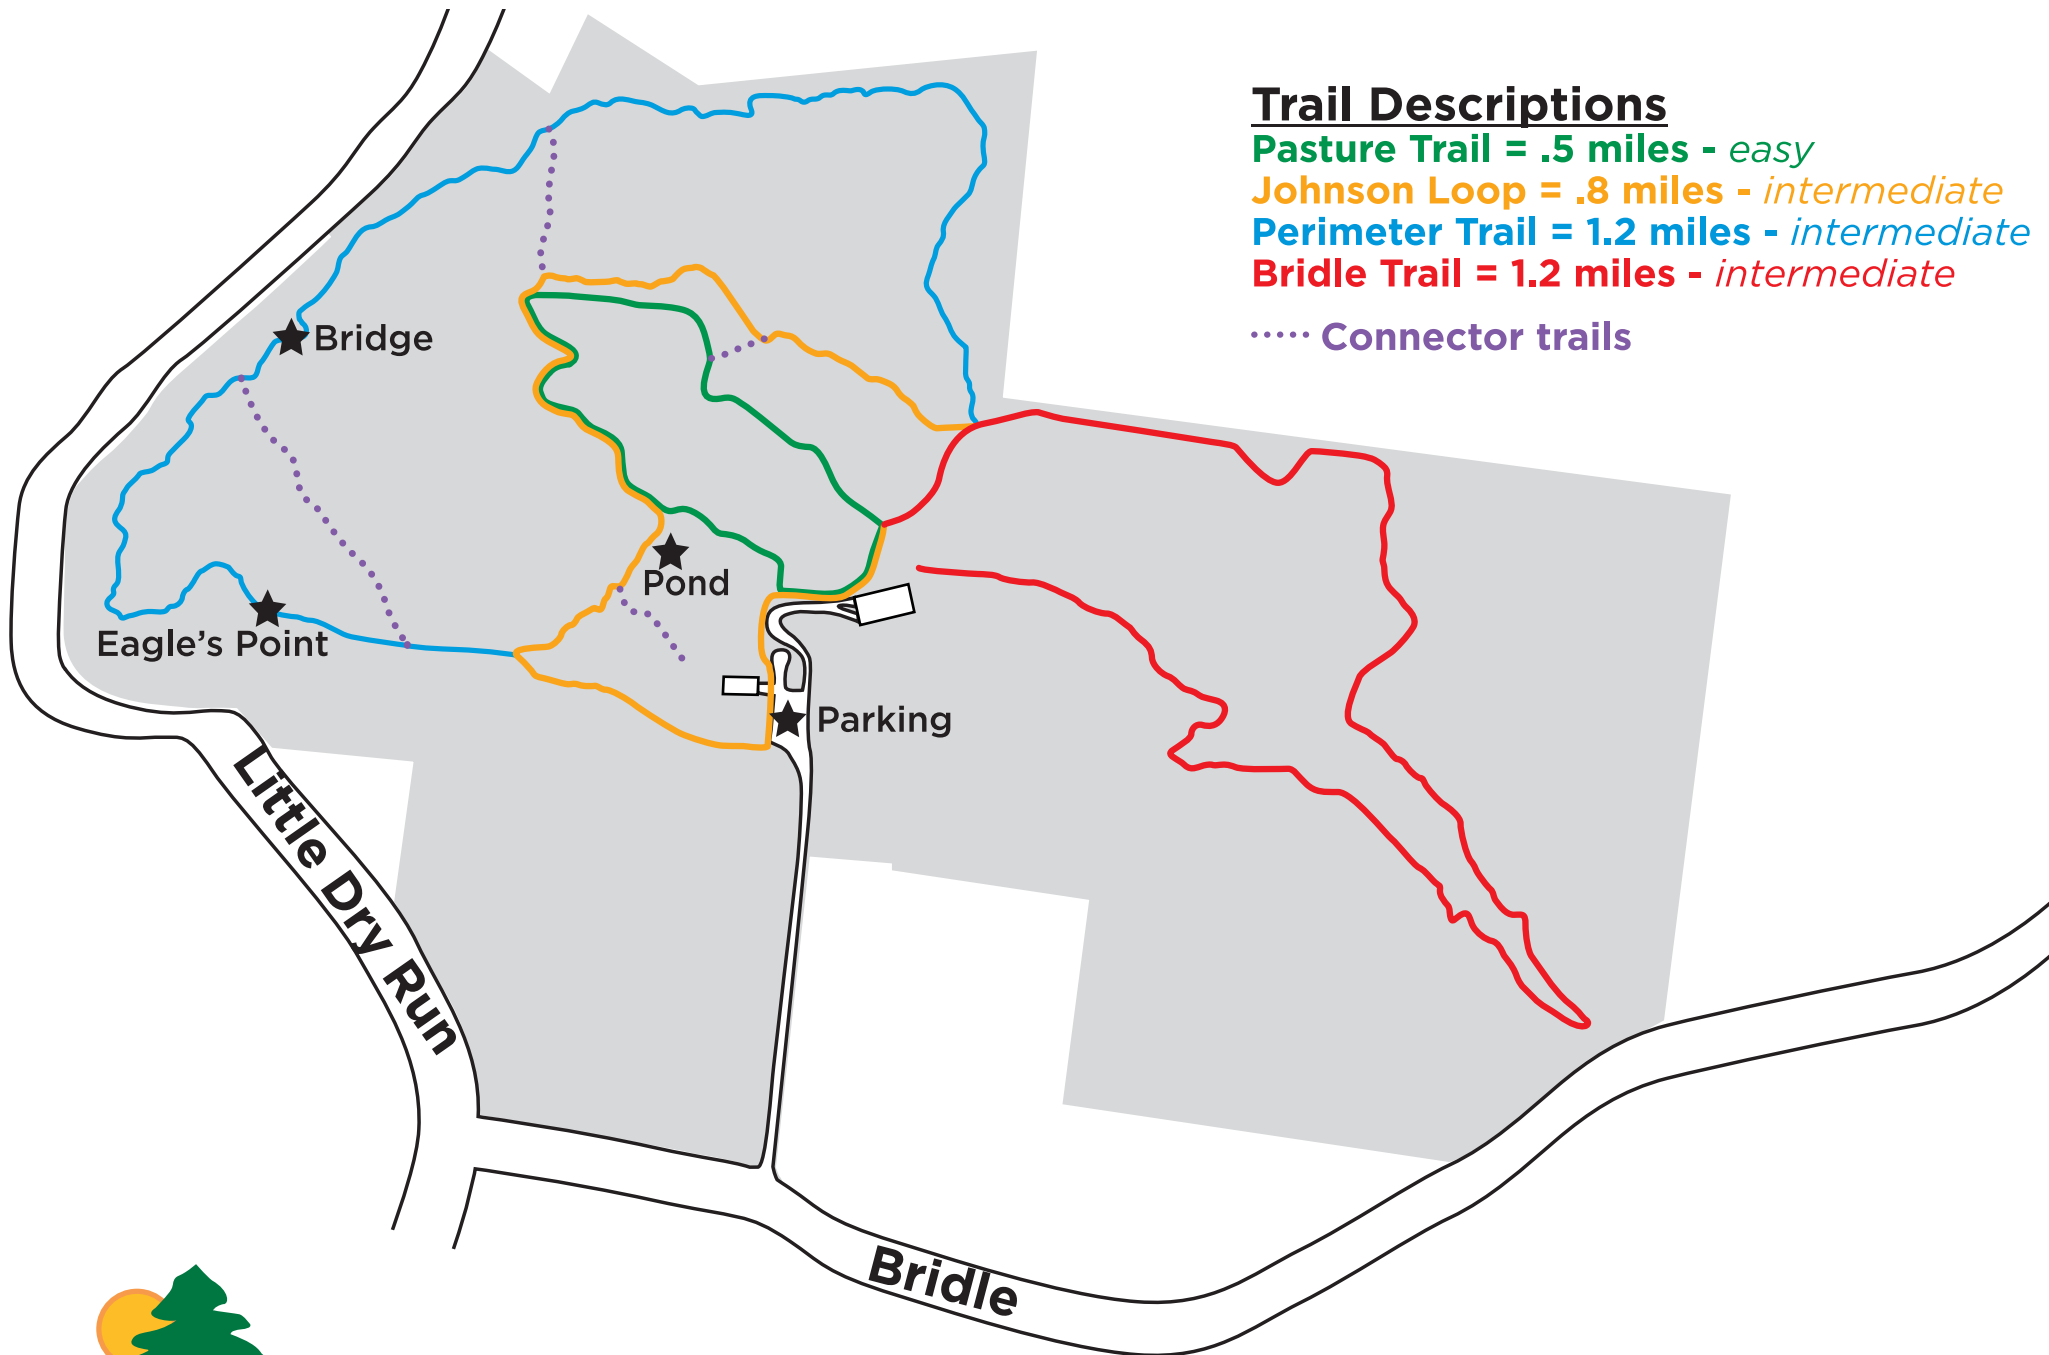 Trail Descriptions
Pasture Trail = .5 miles - easy
Johnson Loop = .8 miles - intermediate
Perimeter Trail = 1.2 miles - intermediate
Bridle Trail = 1.2 miles - intermediate
Connector trails
Bridge
Pond
Eagle's Point
Parking
Little Dry Run
Bridle